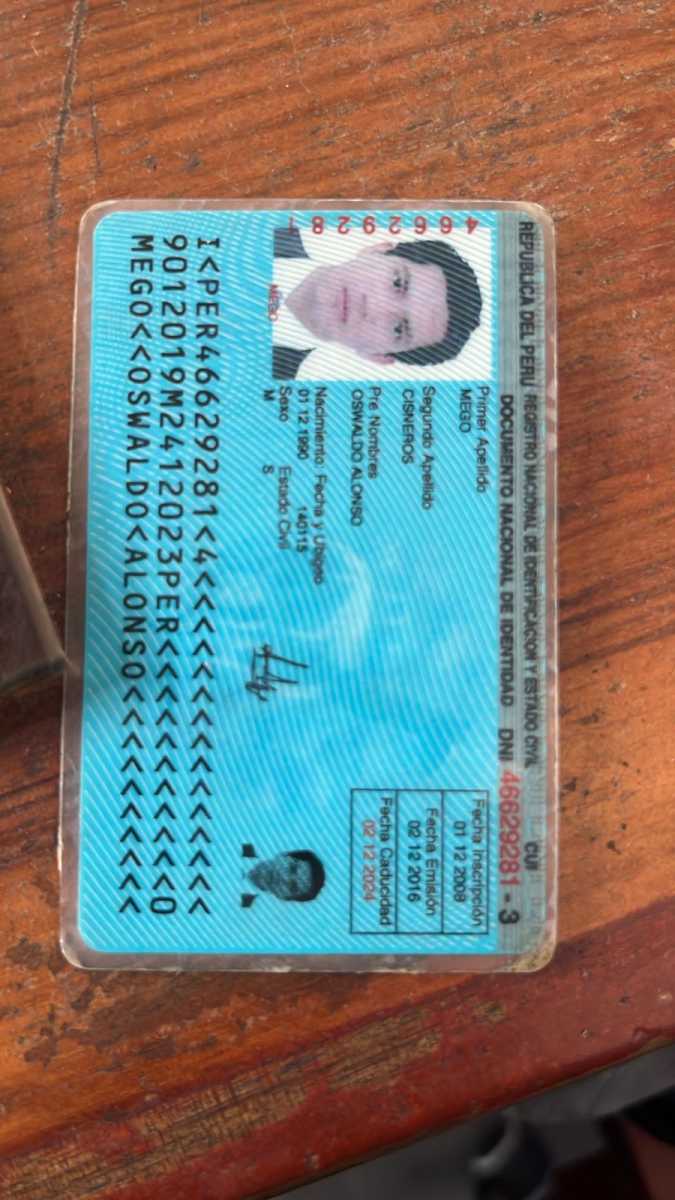 REPUBLICA DEL PERU REGISTRO NACIONAL DE IDENTIFICACION Y ESTADO CIVIL CUI
DOCUMENTO NACIONAL DE IDENTIDAD DNI 46629281 - 3
46629281
MEGO
Primer Apellido
MEGO
Segundo Apellido
CISNEROS
Pre Nombres
OSWALDO ALONSO
Nacimiento: Fecha y Ubigeo
01 12 1990 140115
Sexo Estado Civil
M S
Fecha Inscripción
01 12 2008
Fecha Emisión
02 12 2016
Fecha Caducidad
02 12 2024
I<PER46629281<4<<<<<<<<<<<<<<<
9012019M2412023PER<<<<<<<<<<<0
MEGO<<OSWALDO<ALONSO<<<<<<<<<<